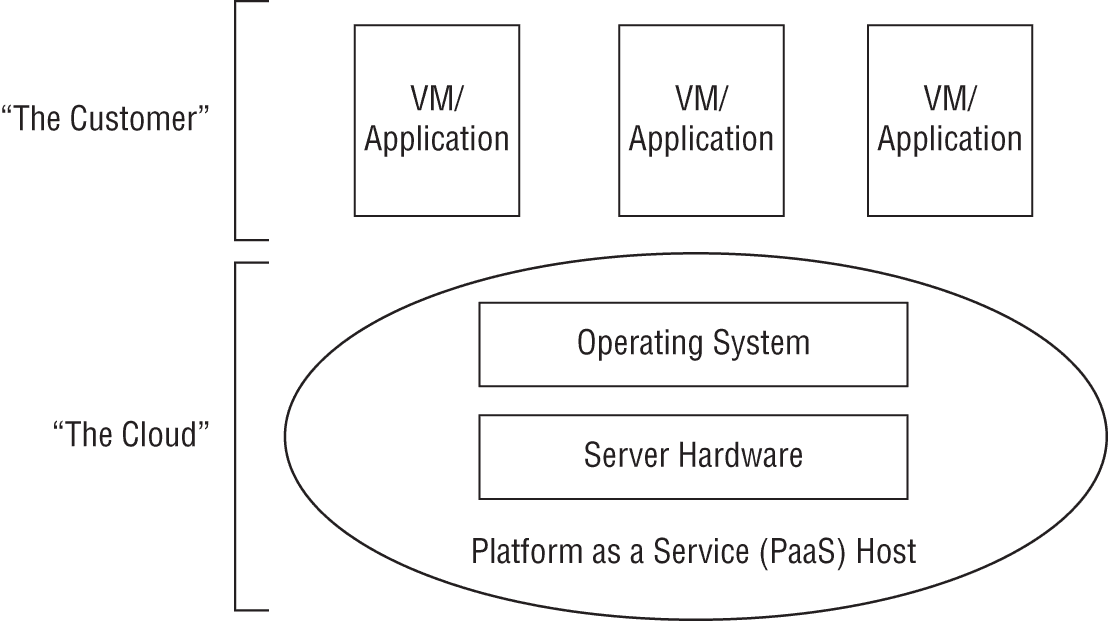 “The Customer”
VM/
Application
VM/
Application
VM/
Application
“The Cloud”
Operating System
Server Hardware
Platform as a Service (PaaS) Host